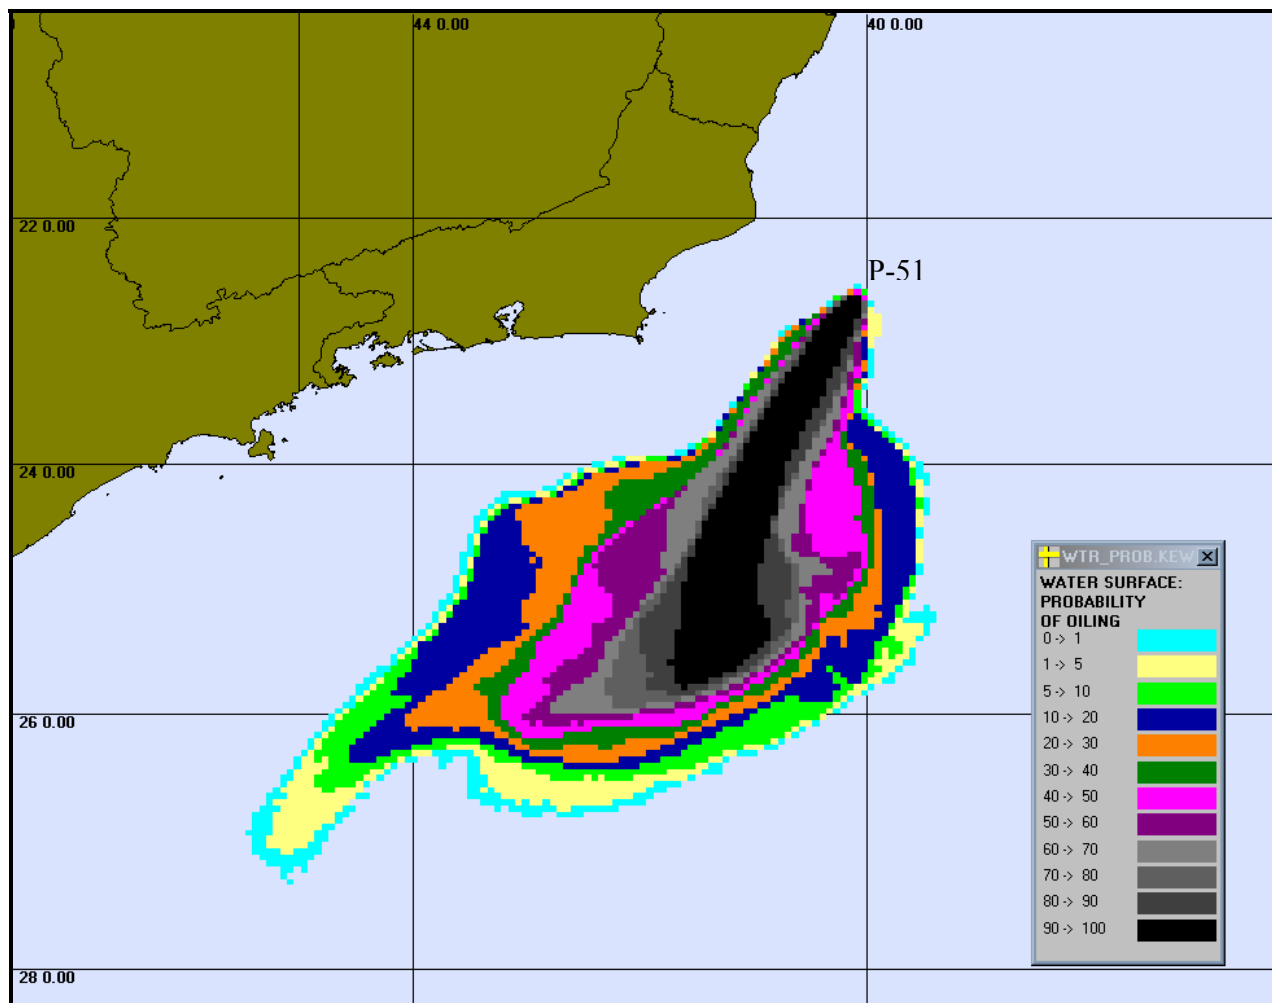 44 0.00
40 0.00
22 0.00
P-51
24 0.00
WTR_PROB.KEW
WATER SURFACE:
PROBABILITY
OF OILING
0 -> 1
1 -> 5
5 -> 10
10 -> 20
20 -> 30
30 -> 40
40 -> 50
50 -> 60
60 -> 70
70 -> 80
80 -> 90
90 -> 100
26 0.00
28 0.00